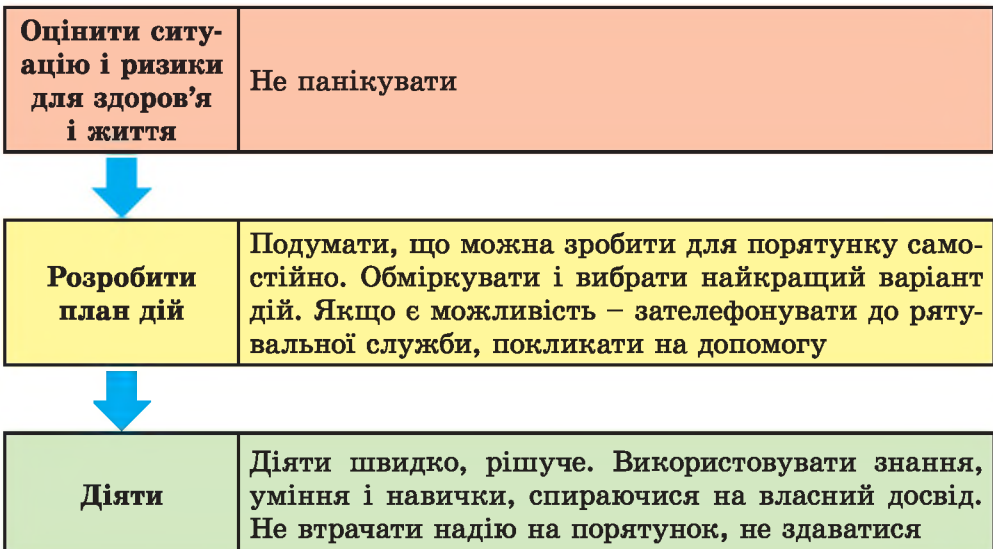 Оцінити ситу-
ацію і ризики
для здоров’я
і життя
Не панікувати
Розробити
план дій
Подумати, що можна зробити для порятунку само-
стійно. Обміркувати і вибрати найкращий варіант
дій. Якщо є можливість – зателефонувати до ряту-
вальної служби, покликати на допомогу
Діяти
Діяти швидко, рішуче. Використовувати знання,
уміння і навички, спираючися на власний досвід.
Не втрачати надію на порятунок, не здаватися